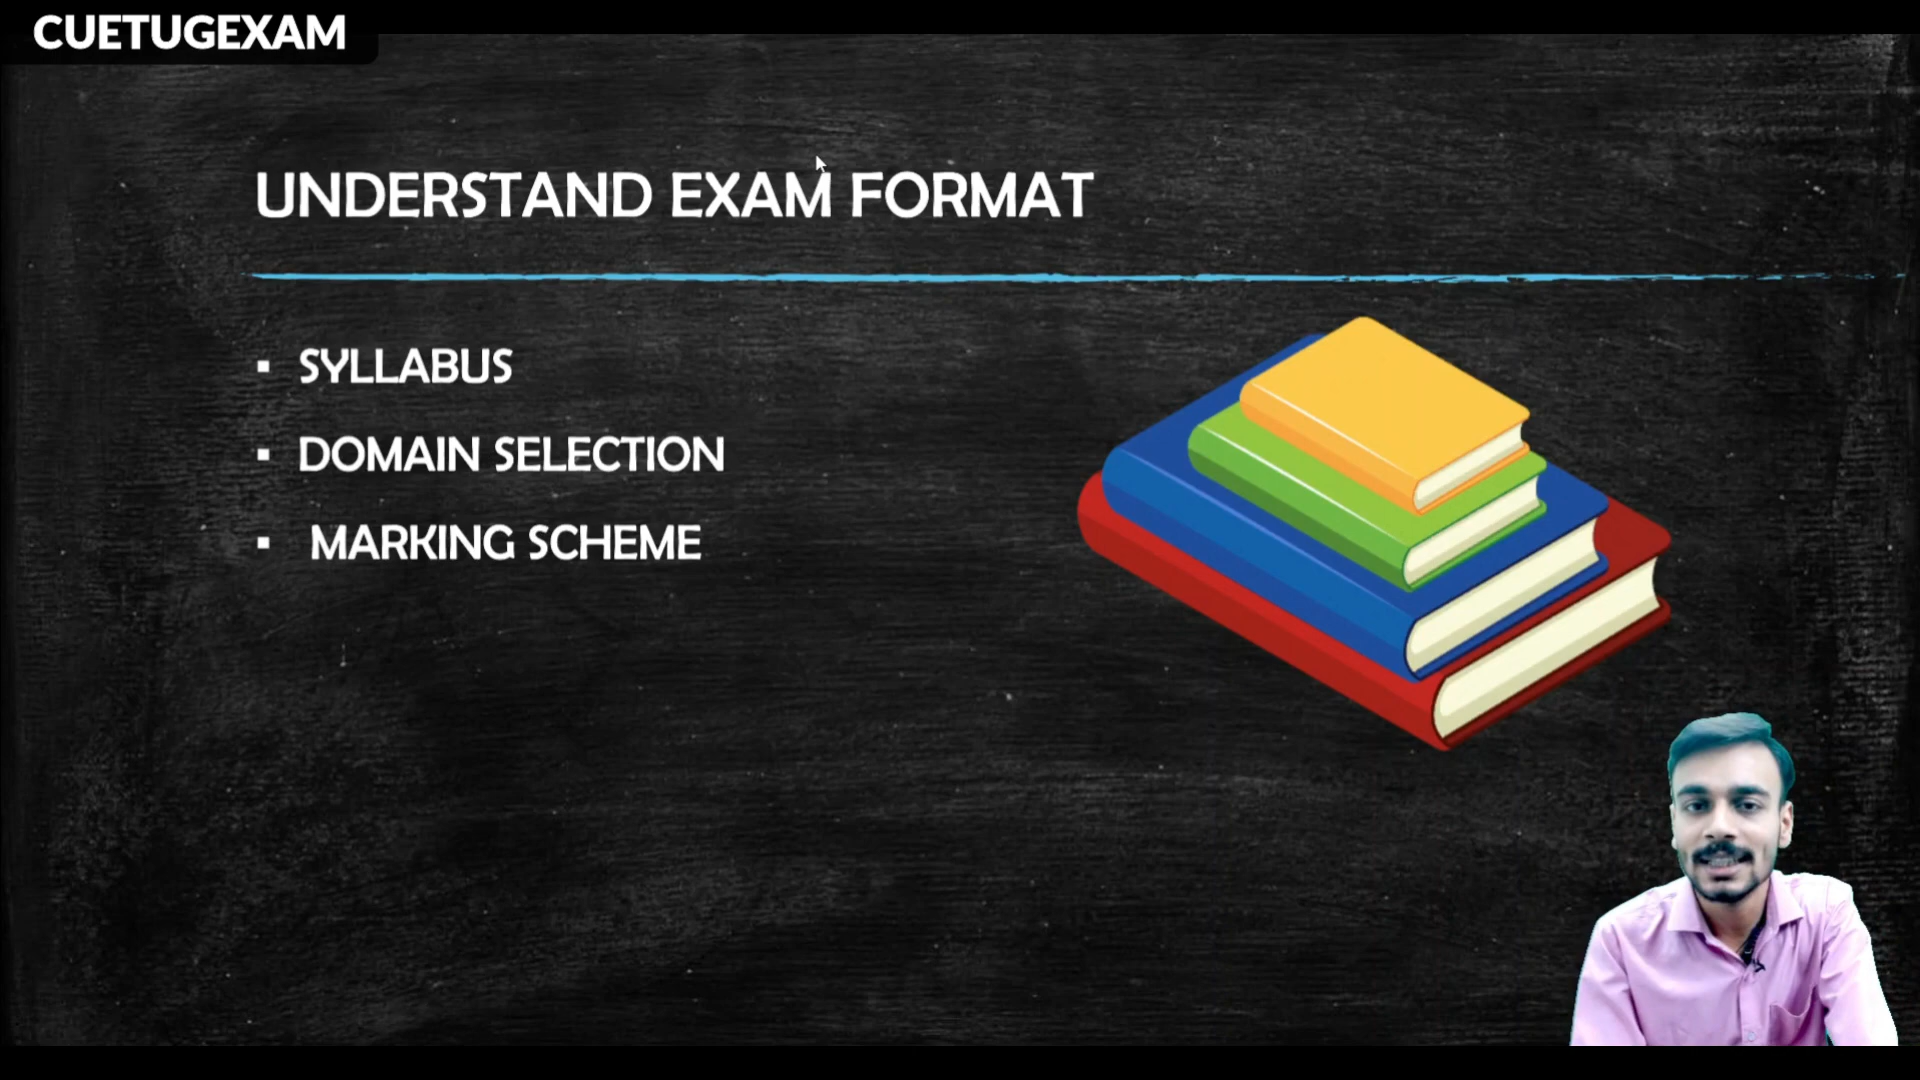 CUETUGEXAM
UNDERSTAND EXAM FORMAT
▪ SYLLABUS
▪ DOMAIN SELECTION
▪ MARKING SCHEME